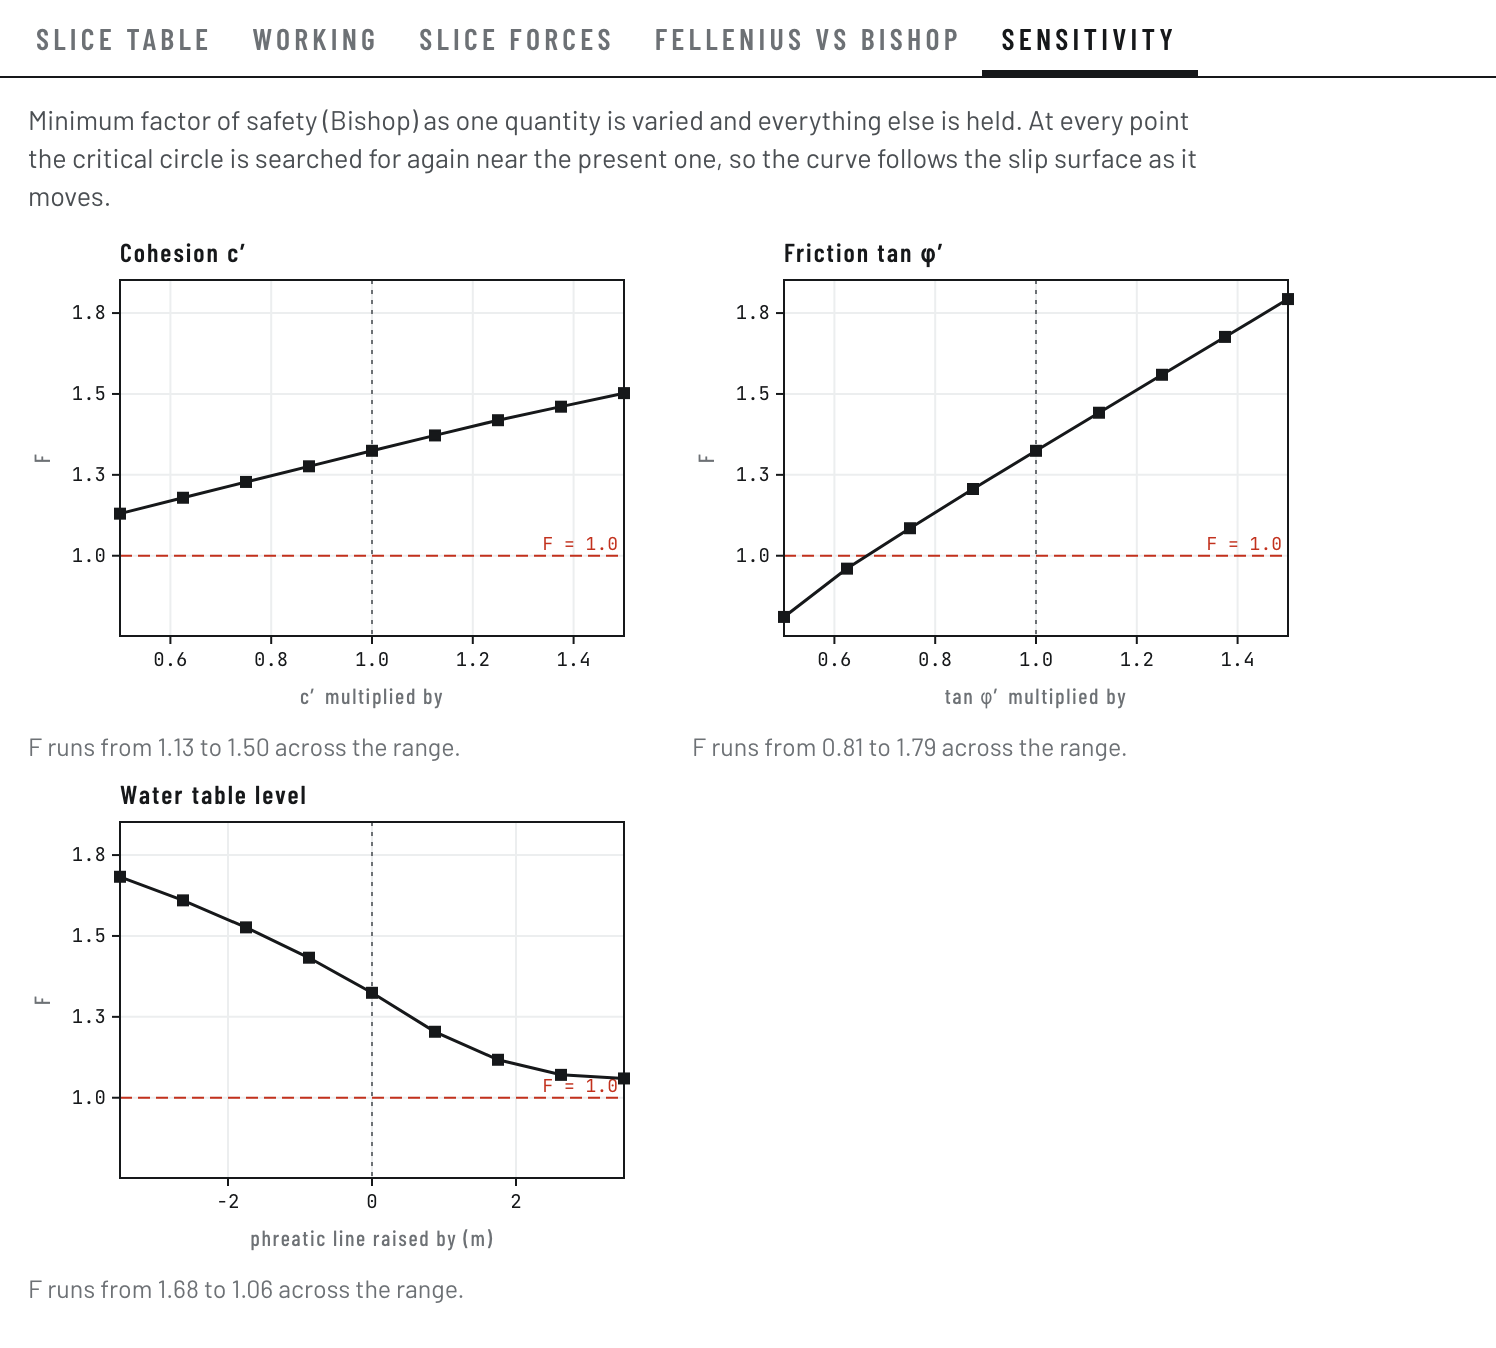 SLICE TABLE WORKING SLICE FORCES FELLENIUS VS BISHOP SENSITIVITY
Minimum factor of safety (Bishop) as one quantity is varied and everything else is held. At every point
the critical circle is searched for again near the present one, so the curve follows the slip surface as it
moves.
Cohesion c′
1.8
1.5
1.3
1.0
F
F = 1.0
0.6 0.8 1.0 1.2 1.4
c′ multiplied by
F runs from 1.13 to 1.50 across the range.
Friction tan φ′
1.8
1.5
1.3
1.0
F
F = 1.0
0.6 0.8 1.0 1.2 1.4
tan φ′ multiplied by
F runs from 0.81 to 1.79 across the range.
Water table level
1.8
1.5
1.3
1.0
F
F = 1.0
-2 0 2
phreatic line raised by (m)
F runs from 1.68 to 1.06 across the range.